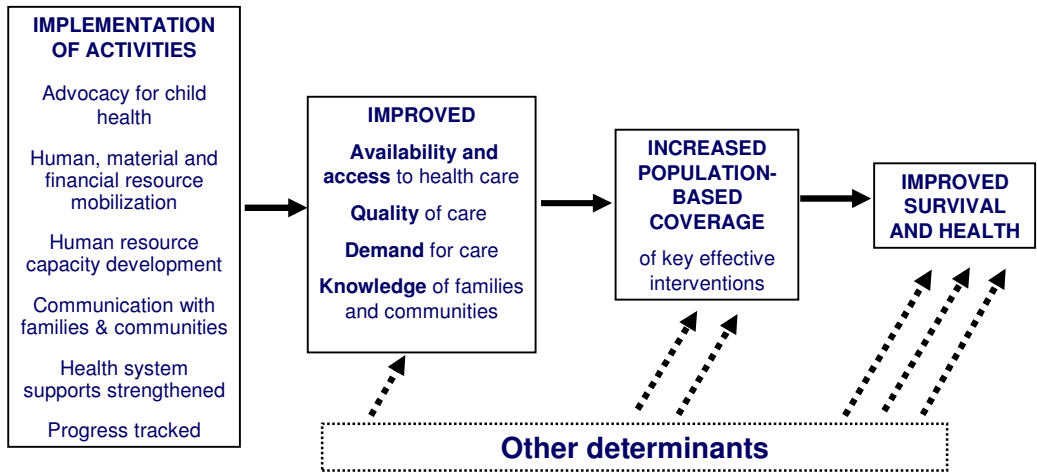 IMPLEMENTATION
OF ACTIVITIES
Advocacy for child
health
Human, material and
financial resource
mobilization
Human resource
capacity development
Communication with
families & communities
Health system
supports strengthened
Progress tracked
IMPROVED
Availability and
access to health care
Quality of care
Demand for care
Knowledge of families
and communities
INCREASED
POPULATION-
BASED
COVERAGE
of key effective
interventions
IMPROVED
SURVIVAL
AND HEALTH
Other determinants